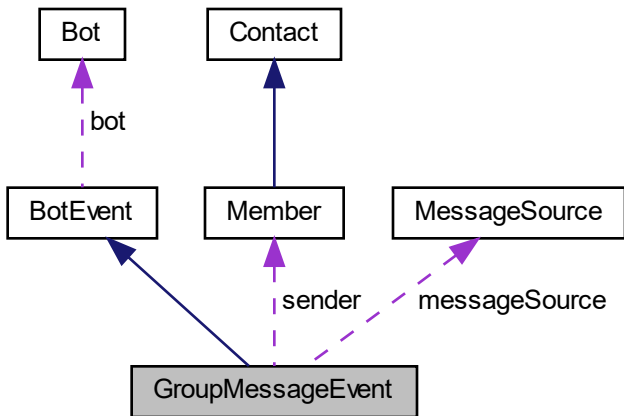 Bot
Contact
bot
BotEvent
Member
MessageSource
sender
messageSource
GroupMessageEvent